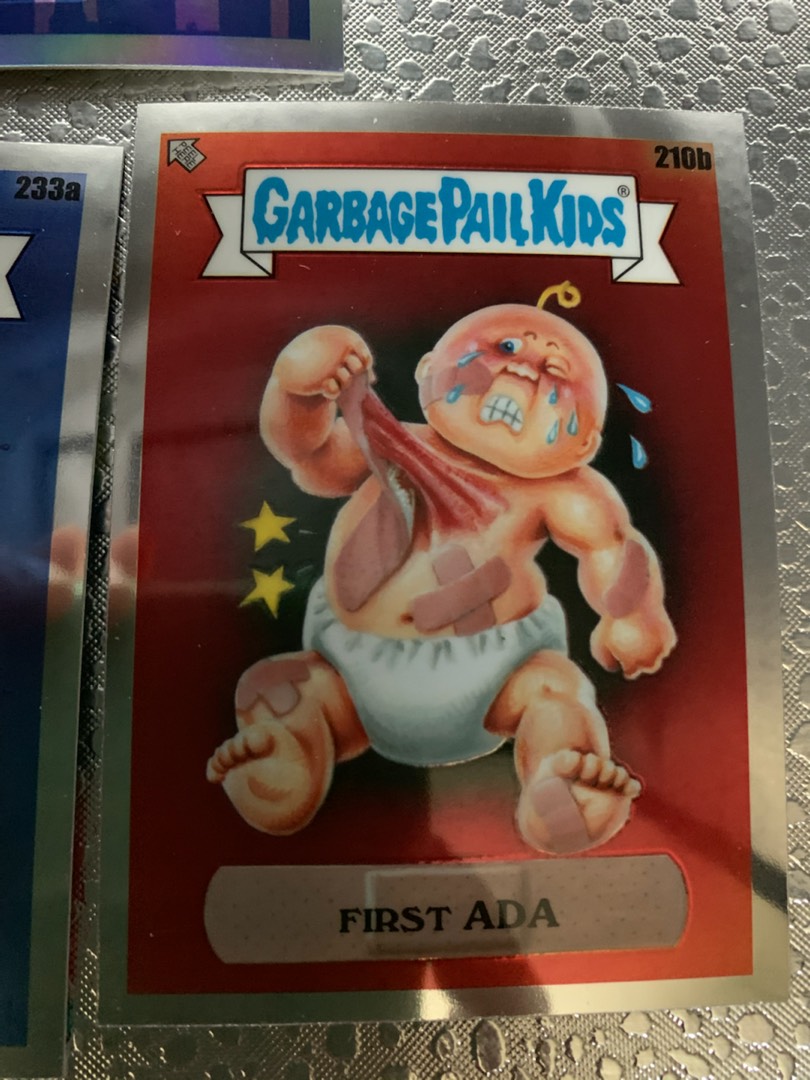 233a
210b
GARBAGE PAIL KIDS®
FIRST ADA